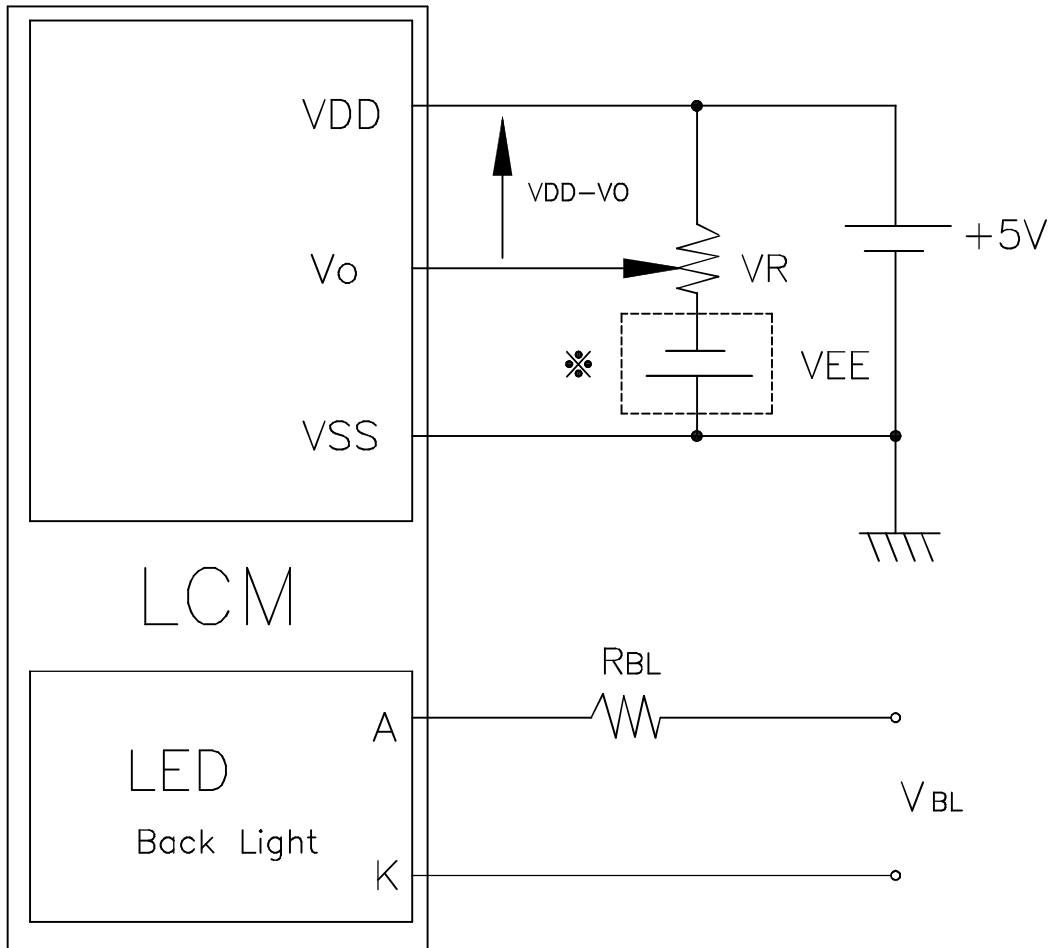 VDD
VDD-VO
+5V
Vo
VR
※
VEE
VSS
LCM
RBL
A
LED
VBL
Back Light
K